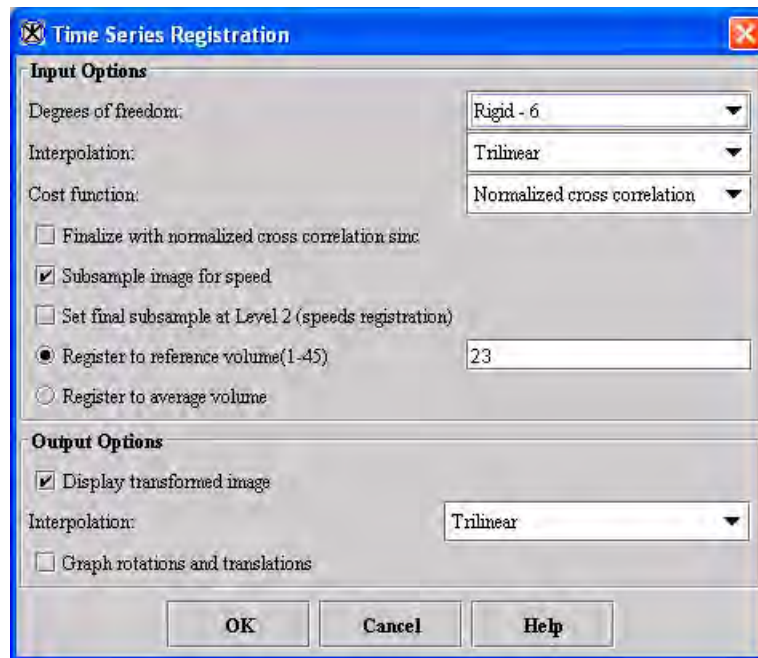 Time Series Registration
Input Options
Degrees of freedom: Rigid - 6
Interpolation: Trilinear
Cost function: Normalized cross correlation
Finalize with normalized cross correlation sinc
Subsample image for speed
Set final subsample at Level 2 (speeds registration)
Register to reference volume(1-45) 23
Register to average volume
Output Options
Display transformed image
Interpolation: Trilinear
Graph rotations and translations
OK Cancel Help